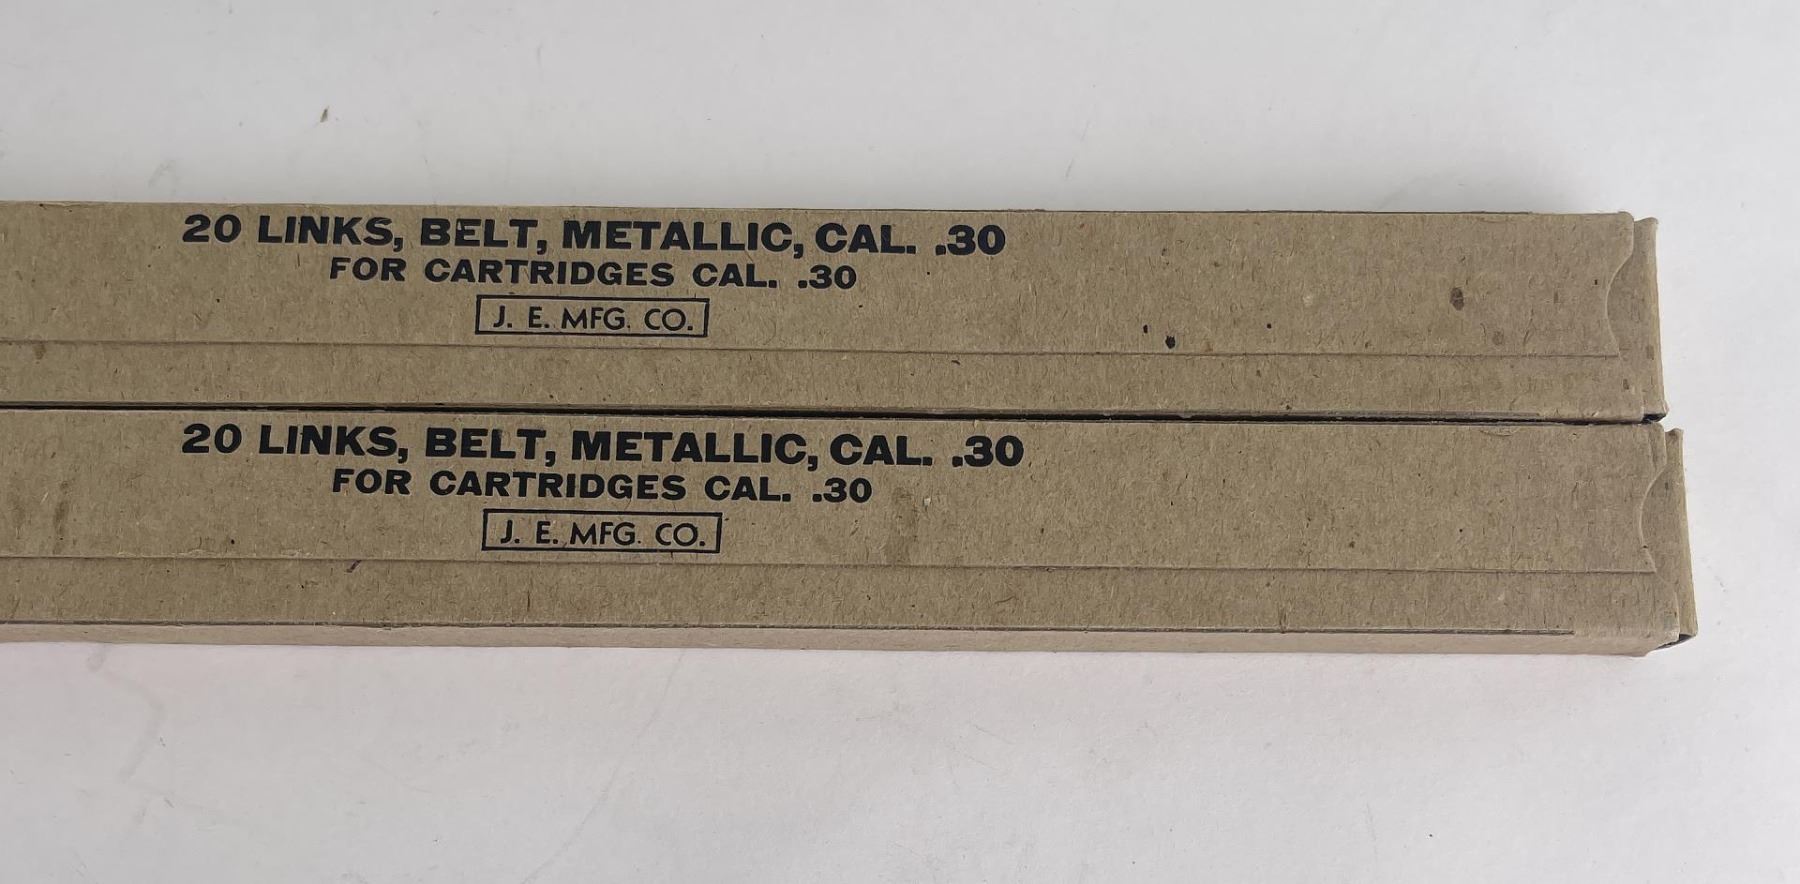 20 LINKS, BELT, METALLIC, CAL. .30
FOR CARTRIDGES CAL. .30
J. E. MFG. CO.
20 LINKS, BELT, METALLIC, CAL. .30
FOR CARTRIDGES CAL. .30
J. E. MFG. CO.